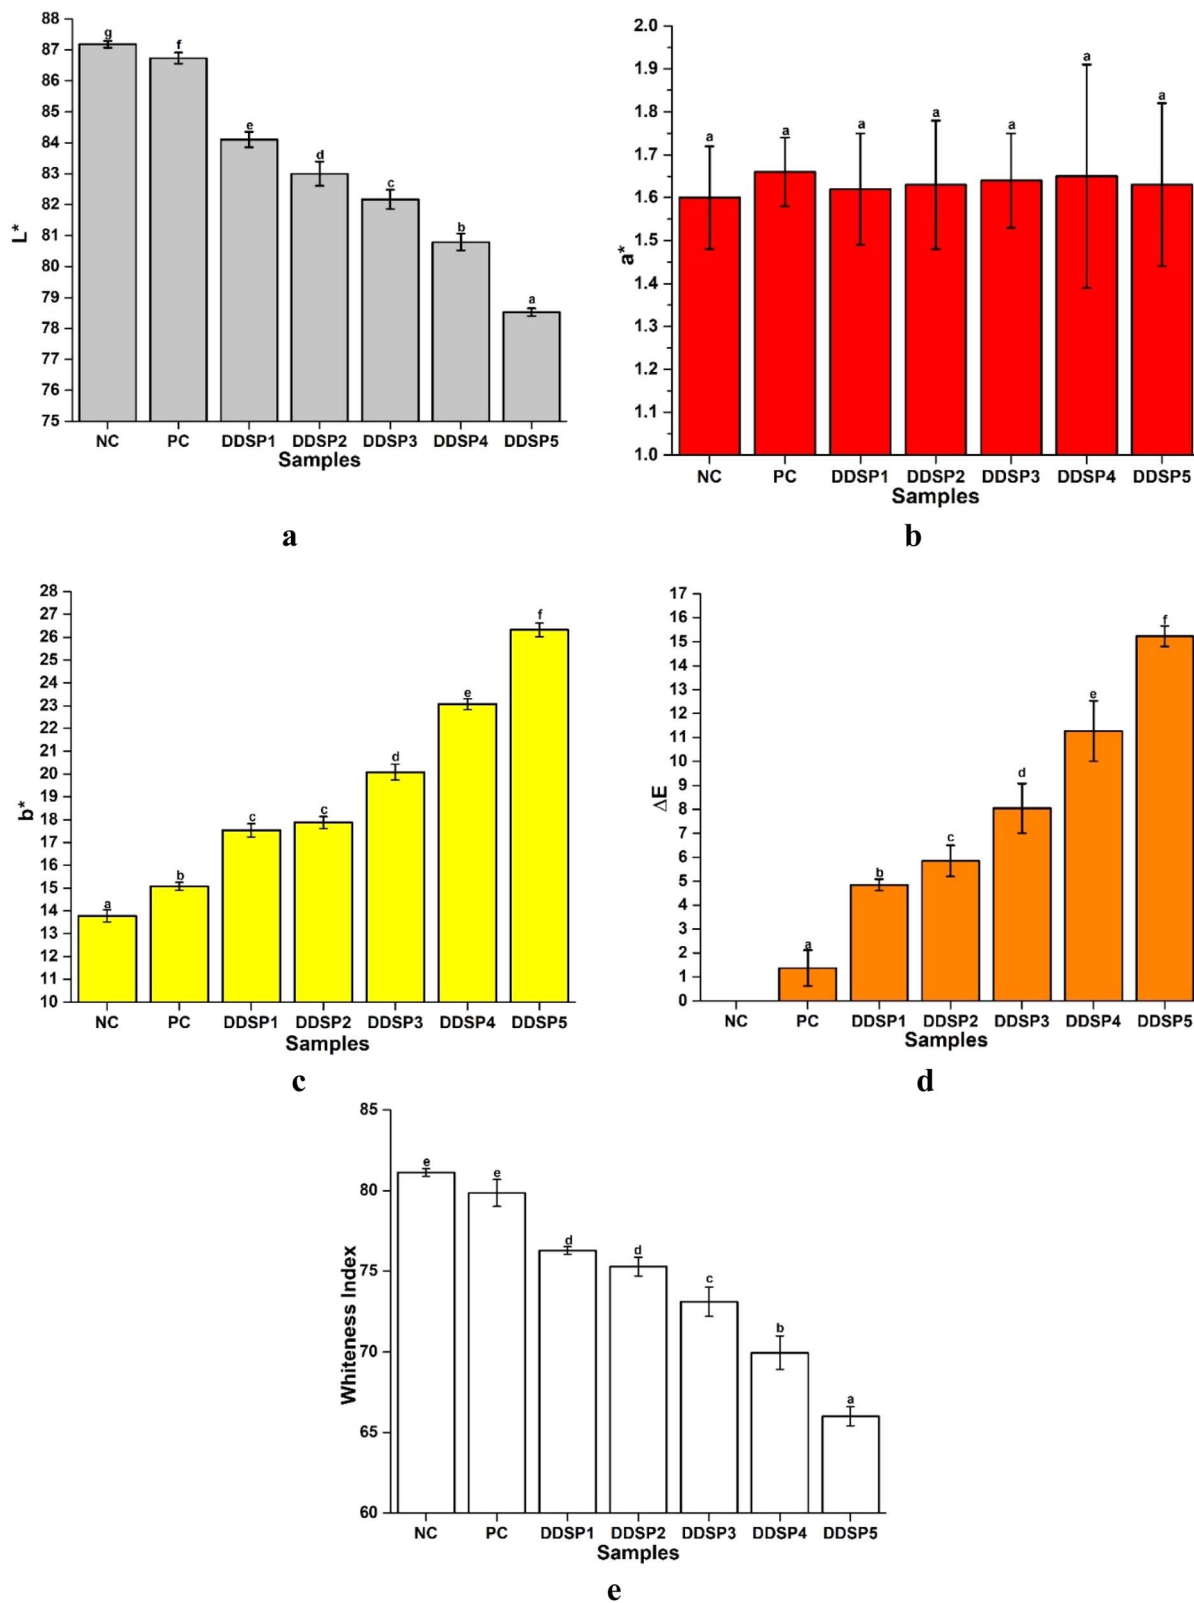 88
87
86
85
84
83
82
81
80
79
78
77
76
75
L*
g
f
e
d
c
b
a
NC PC DDSP1 DDSP2 DDSP3 DDSP4 DDSP5
Samples
a
2.0
1.9
1.8
1.7
1.6
1.5
1.4
1.3
1.2
1.1
1.0
a*
a
a
a
a
a
a
a
NC PC DDSP1 DDSP2 DDSP3 DDSP4 DDSP5
Samples
b
28
27
26
25
24
23
22
21
20
19
18
17
16
15
14
13
12
11
10
b*
a
b
c
c
d
e
f
NC PC DDSP1 DDSP2 DDSP3 DDSP4 DDSP5
Samples
c
17
16
15
14
13
12
11
10
9
8
7
6
5
4
3
2
1
0
ΔE
a
b
c
d
e
f
NC PC DDSP1 DDSP2 DDSP3 DDSP4 DDSP5
Samples
d
85
80
75
70
65
60
Whiteness Index
e
e
d
d
c
b
a
NC PC DDSP1 DDSP2 DDSP3 DDSP4 DDSP5
Samples
e